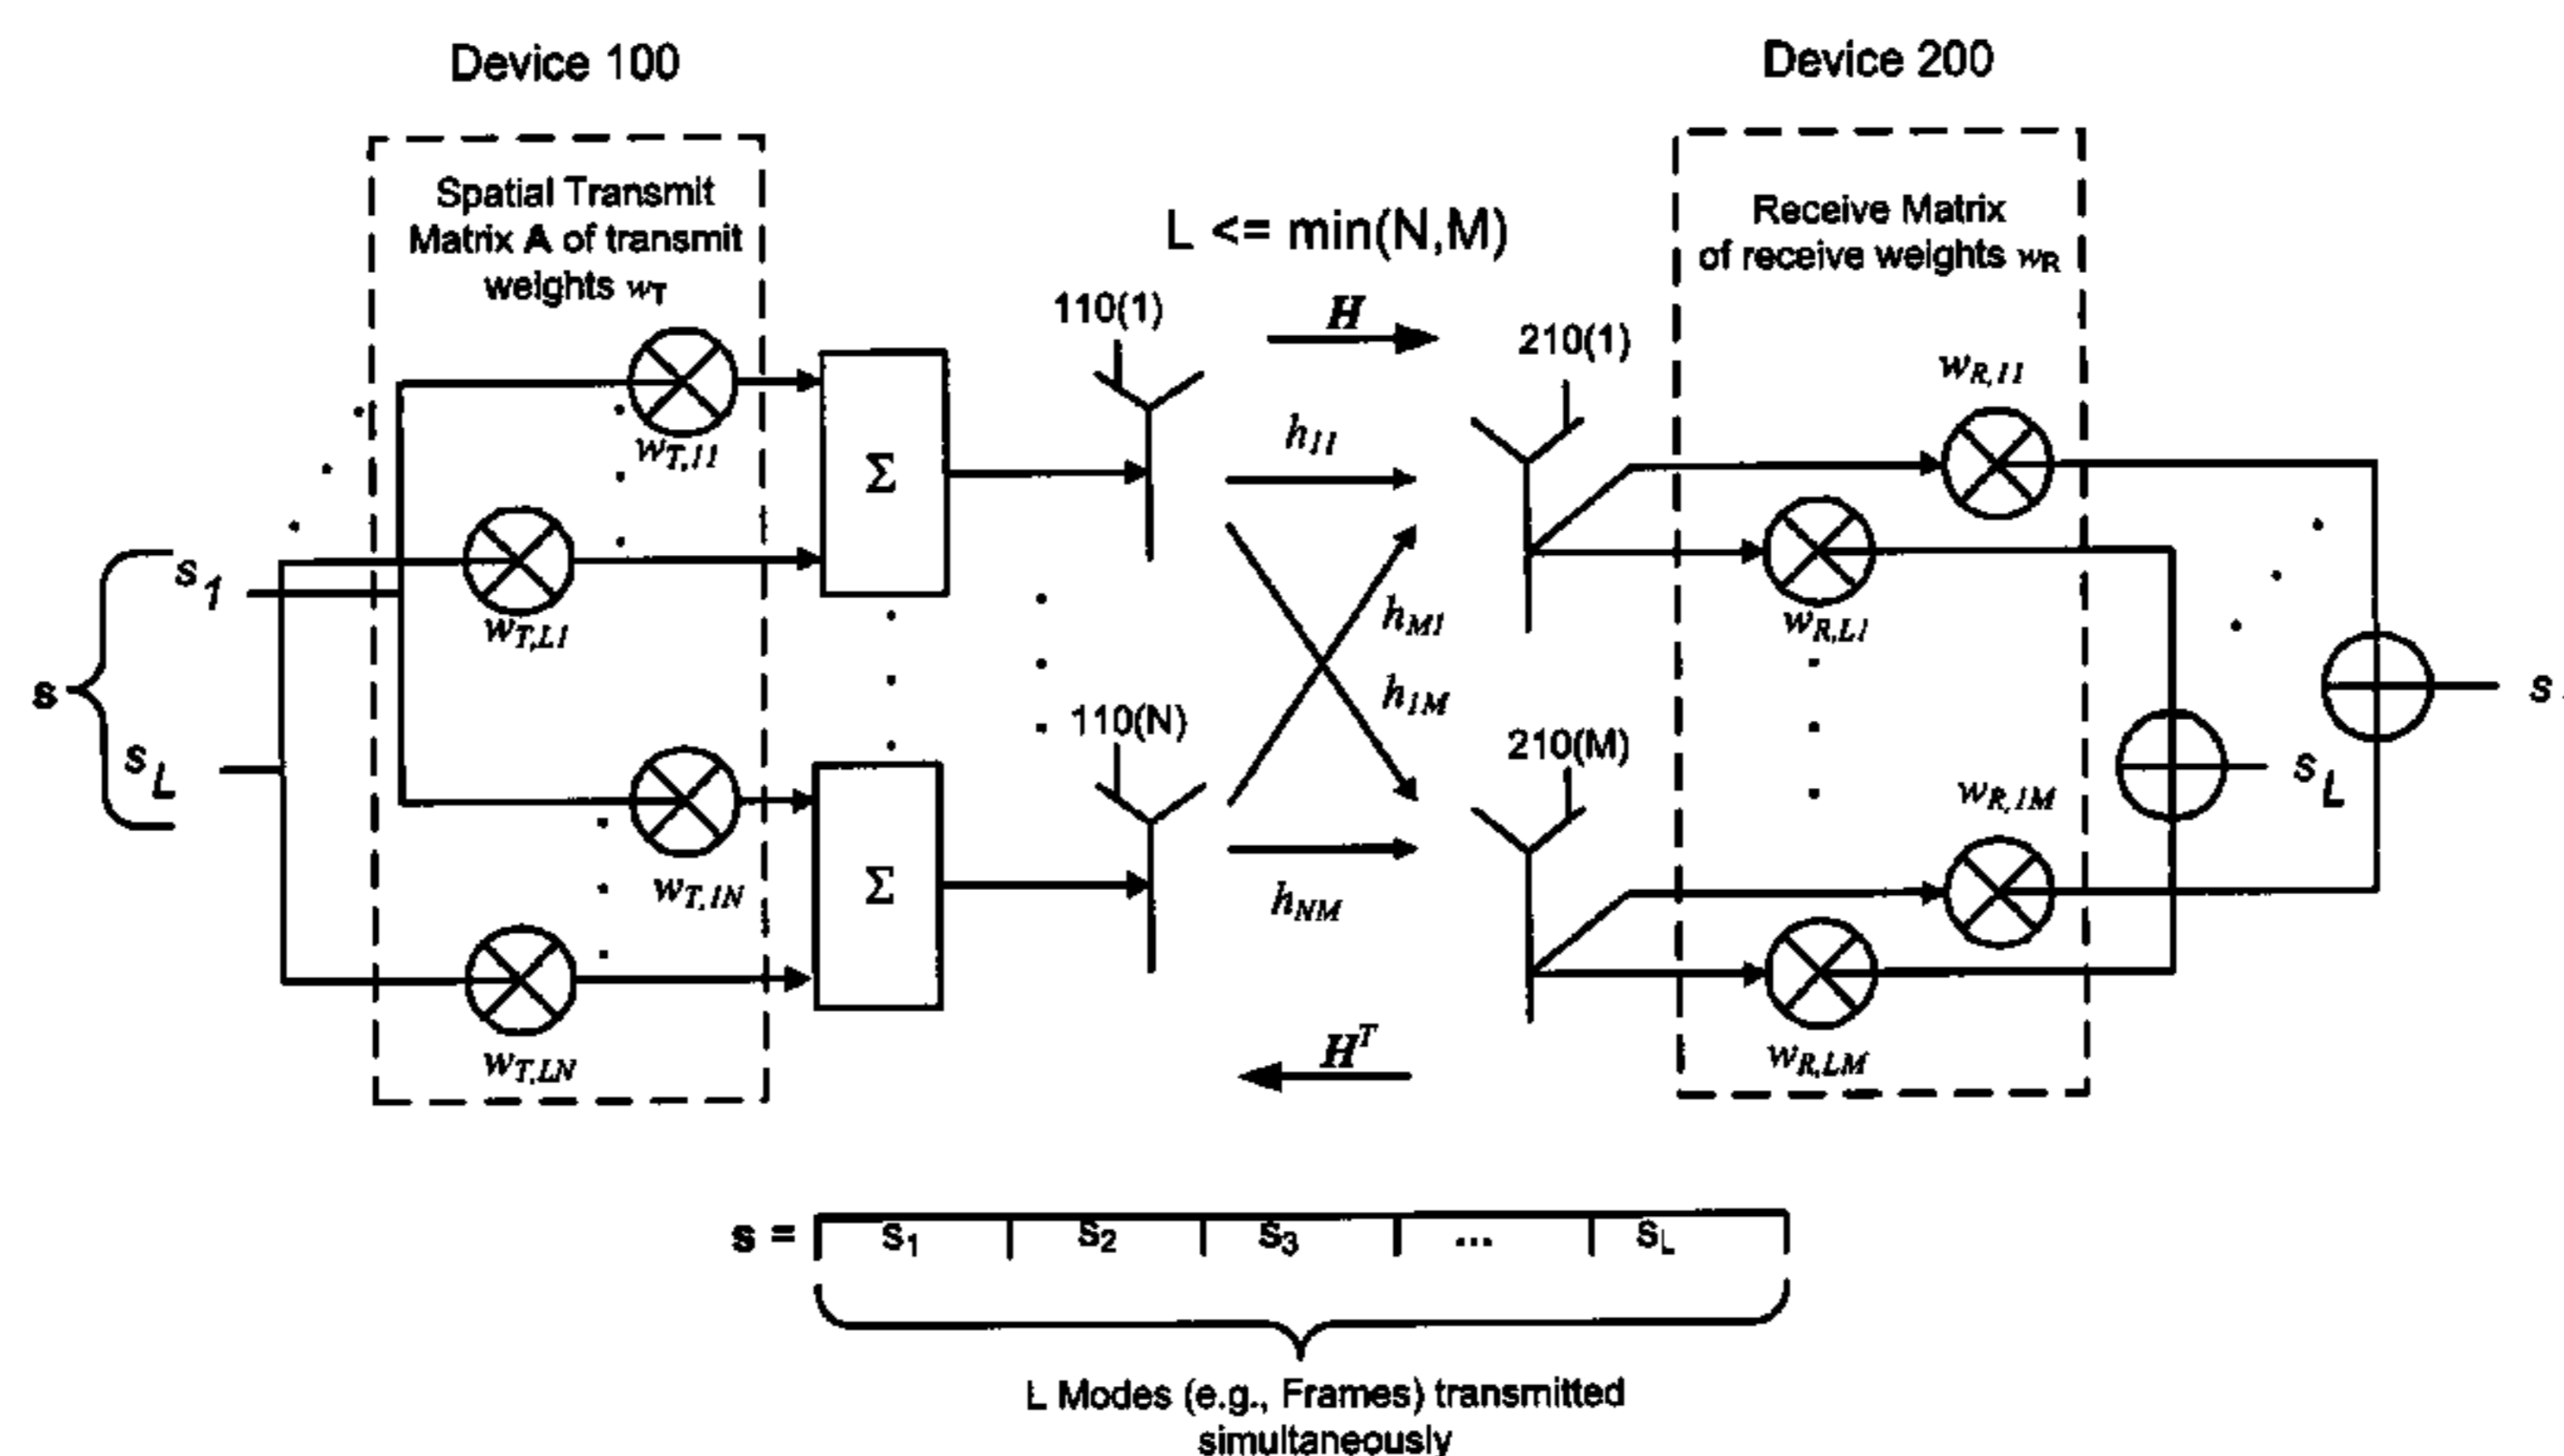 Device 100
Device 200
Spatial Transmit
Matrix A of transmit
weights wT
L <= min(N,M)
Receive Matrix
of receive weights wR
110(1)
H
210(1)
wR,11
wT,11
Σ
h11
s1
wT,L1
wR,L1
hM1
s
h1M
s
110(N)
210(M)
sL
sL
wT,1N
Σ
wR,1M
hNM
wT,LN
HT
wR,LM
s = s1 s2 s3 ... sL
L Modes (e.g., Frames) transmitted
simultaneously